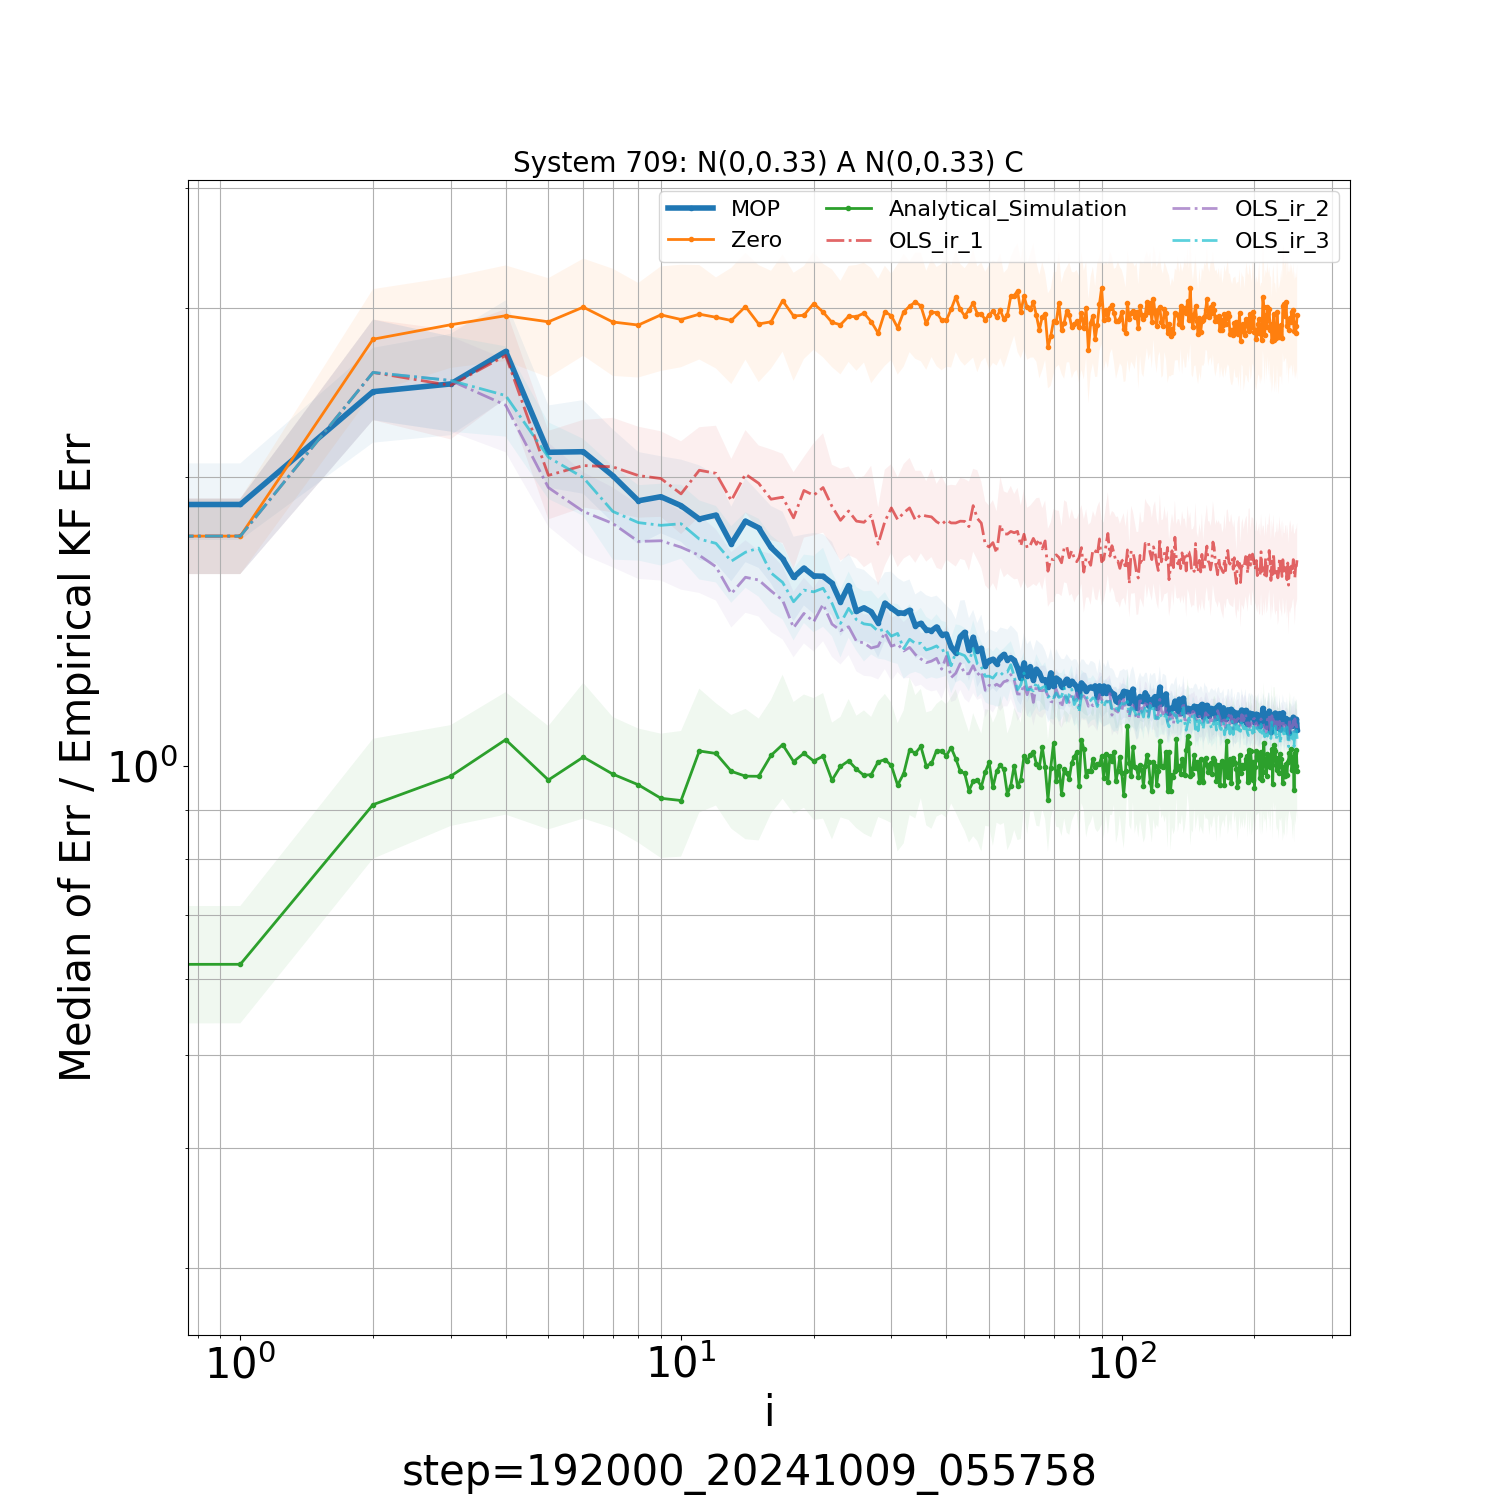 System 709: N(0,0.33) A N(0,0.33) C
MOP
Zero
Analytical_Simulation
OLS_ir_1
OLS_ir_2
OLS_ir_3
Median of Err / Empirical KF Err
10⁰
10⁰
10¹
10²
i
step=192000_20241009_055758